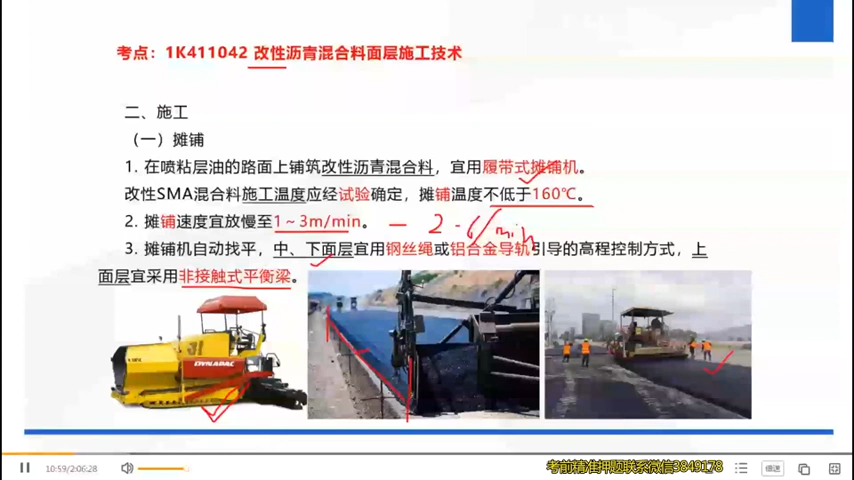 考点：1K411042 改性沥青混合料面层施工技术
二、施工
（一）摊铺
1. 在喷粘层油的路面上铺筑改性沥青混合料，宜用履带式摊铺机。
改性SMA混合料施工温度应经试验确定，摊铺温度不低于160℃。
2. 摊铺速度宜放慢至1～3m/min。 — 2-6/min
3. 摊铺机自动找平，中、下面层宜用钢丝绳或铝合金导轨引导的高程控制方式，上
面层宜采用非接触式平衡梁。
DYNAPAC
10:59/2:06:28
考前精准押题联系微信3849178
倍速